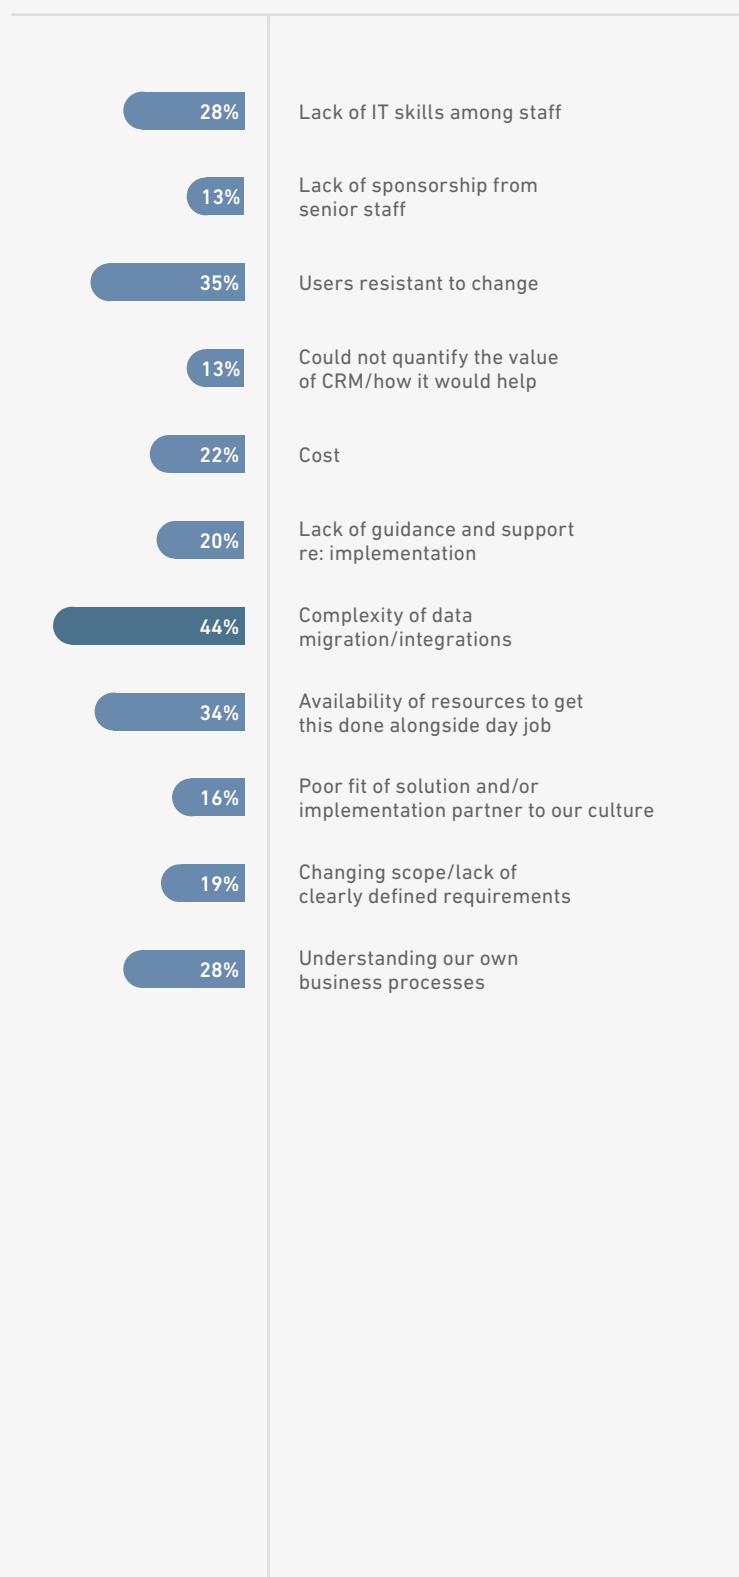 28%
Lack of IT skills among staff
13%
Lack of sponsorship from
senior staff
35%
Users resistant to change
13%
Could not quantify the value
of CRM/how it would help
22%
Cost
20%
Lack of guidance and support
re: implementation
44%
Complexity of data
migration/integrations
34%
Availability of resources to get
this done alongside day job
16%
Poor fit of solution and/or
implementation partner to our culture
19%
Changing scope/lack of
clearly defined requirements
28%
Understanding our own
business processes